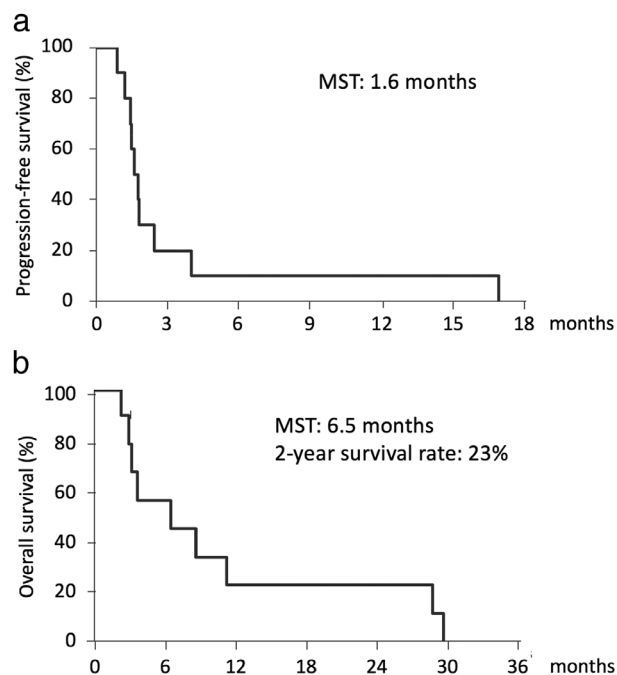 a
Progression-free survival (%)
100
80
60
40
20
0
MST: 1.6 months
0 3 6 9 12 15 18 months
b
Overall survival (%)
100
80
60
40
20
0
MST: 6.5 months
2-year survival rate: 23%
0 6 12 18 24 30 36 months